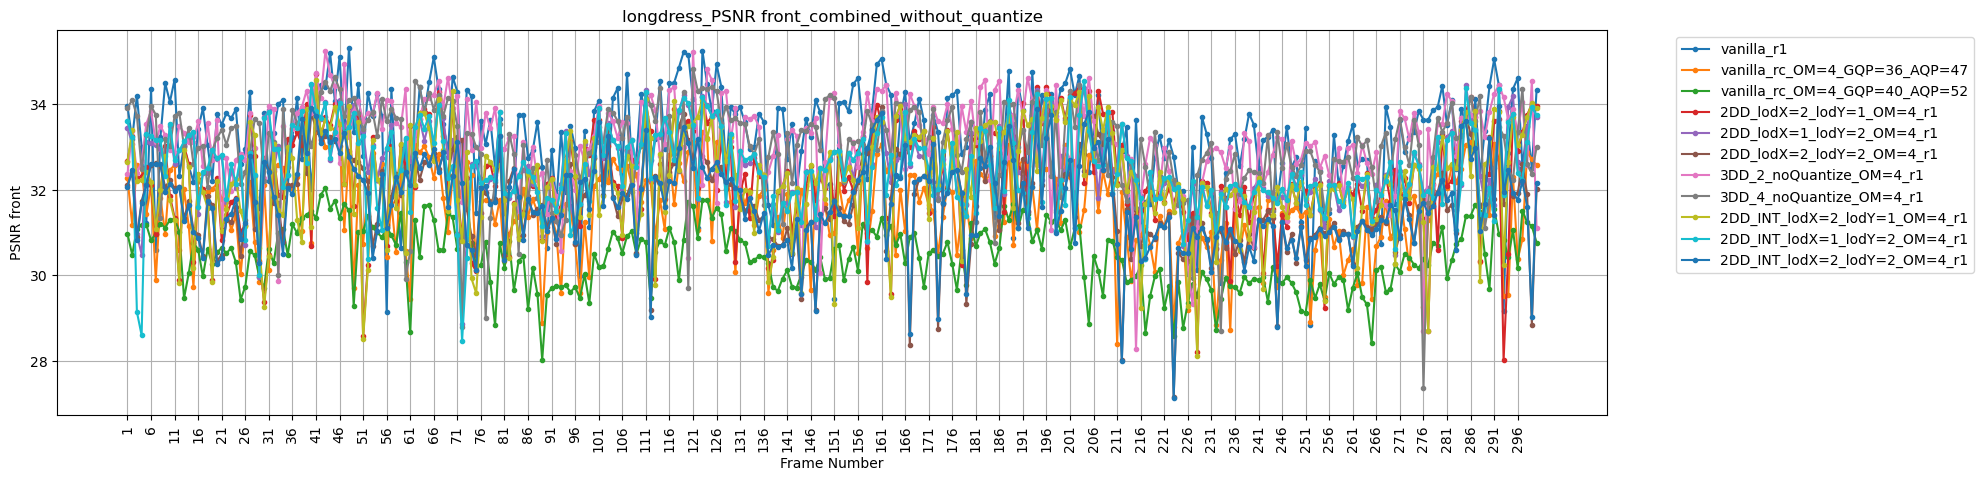 longdress_PSNR front_combined_without_quantize
PSNR front
34
32
30
28
1 6 11 16 21 26 31 36 41 46 51 56 61 66 71 76 81 86 91 96 101 106 111 116 121 126 131 136 141 146 151 156 161 166 171 176 181 186 191 196 201 206 211 216 221 226 231 236 241 246 251 256 261 266 271 276 281 286 291 296
Frame Number
vanilla_r1
vanilla_rc_OM=4_GQP=36_AQP=47
vanilla_rc_OM=4_GQP=40_AQP=52
2DD_lodX=2_lodY=1_OM=4_r1
2DD_lodX=1_lodY=2_OM=4_r1
2DD_lodX=2_lodY=2_OM=4_r1
3DD_2_noQuantize_OM=4_r1
3DD_4_noQuantize_OM=4_r1
2DD_INT_lodX=2_lodY=1_OM=4_r1
2DD_INT_lodX=1_lodY=2_OM=4_r1
2DD_INT_lodX=2_lodY=2_OM=4_r1